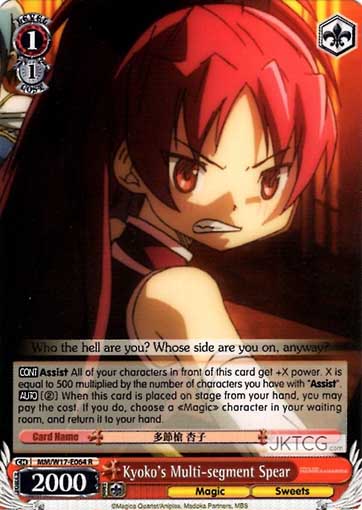 LEVEL
1
1
COST
Who the hell are you? Whose side are you on, anyway?
CONT Assist All of your characters in front of this card get +X power. X is
equal to 500 multiplied by the number of characters you have with "Assist".
AUTO [(2)] When this card is placed on stage from your hand, you may
pay the cost. If you do, choose a «Magic» character in your waiting
room, and return it to your hand.
Card Name 多節槍 杏子
JKTCG.com
CH MM/W17-E064 R
Kyoko's Multi-segment Spear
POWER 2000 Magic Sweets
©Magica Quartet/Aniplex, Madoka Partners, MBS